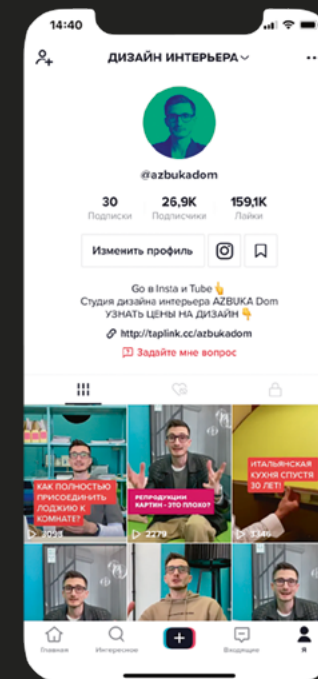 14:40
ДИЗАЙН ИНТЕРЬЕРА
@azbukadom
30 26,9K 159,1K
Подписки Подписчики Лайки
Изменить профиль
Go в Insta и Tube
Студия дизайна интерьера AZBUKA Dom
УЗНАТЬ ЦЕНЫ НА ДИЗАЙН
http://taplink.cc/azbukadom
Задайте мне вопрос
КАК ПОЛНОСТЬЮ
ПРИСОЕДИНИТЬ
ЛОДЖИЮ К
КОМНАТЕ?
РЕПРОДУКЦИИ
КАРТИН - ЭТО ПЛОХО?
ИТАЛЬЯНСКАЯ
КУХНЯ СПУСТЯ
30 ЛЕТ!
2279
3345
Главная Интересное Входящие Я